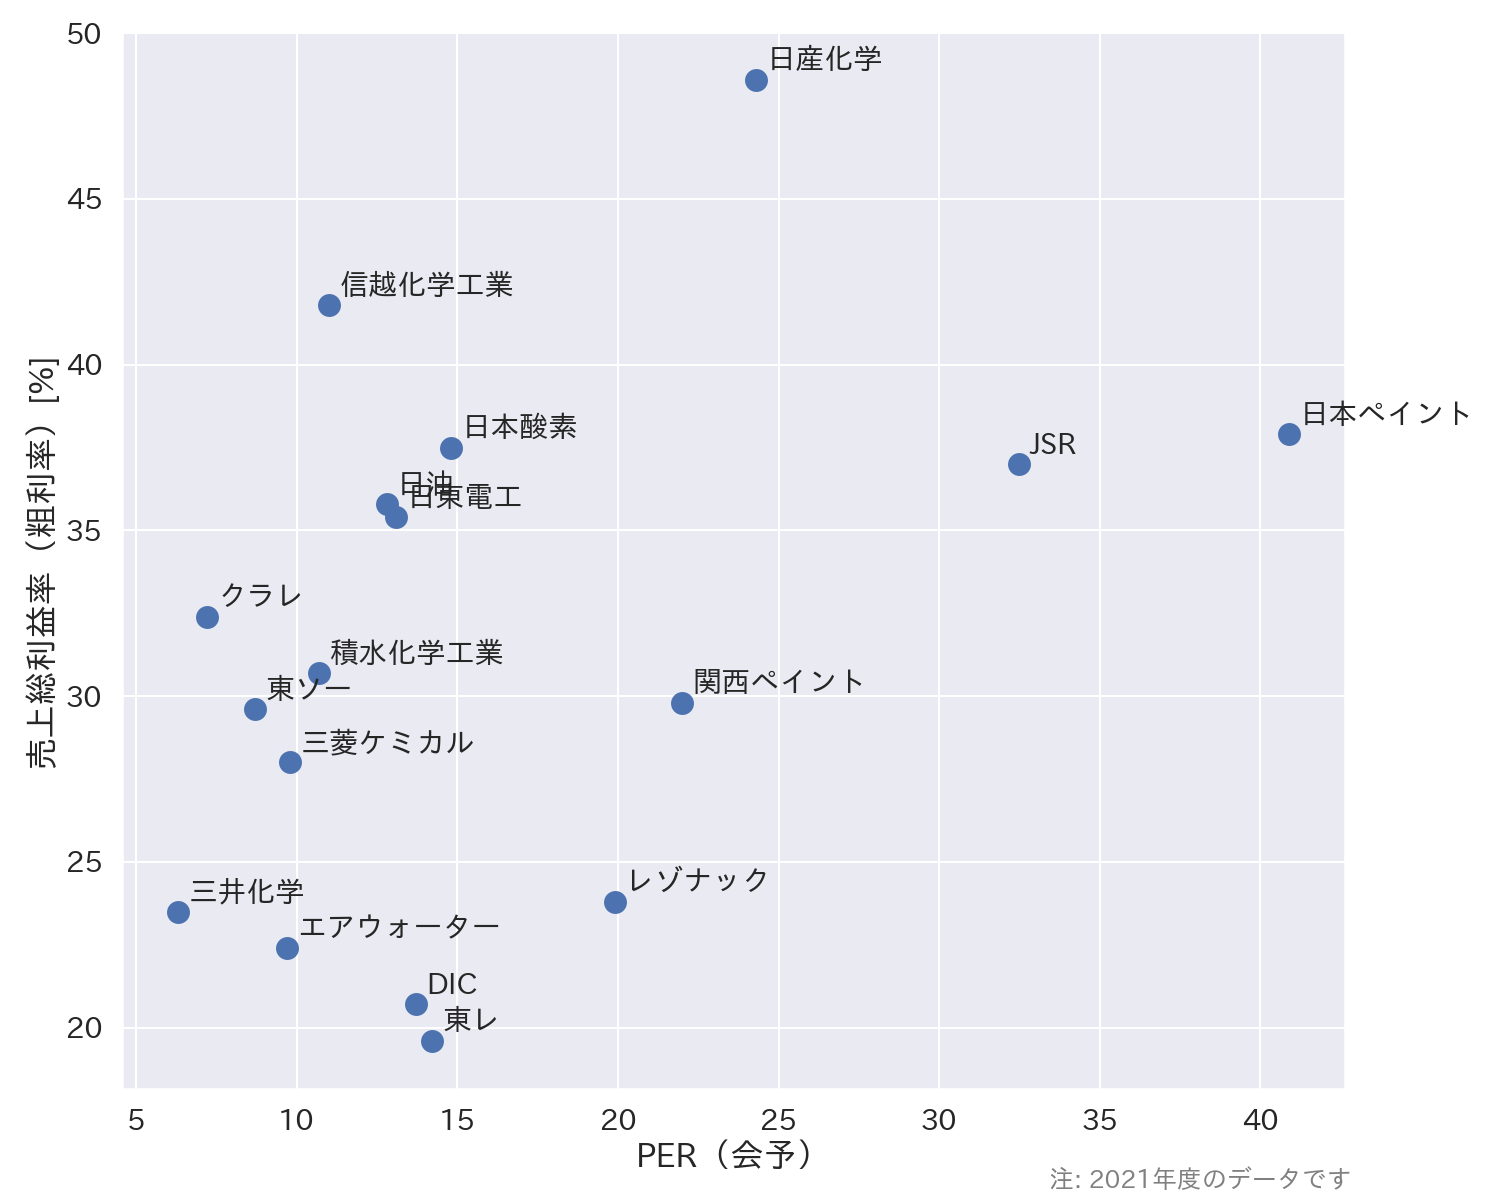 50
日産化学
45
信越化学工業
40
日本ペイント
日本酸素
JSR
日油
日東電工
35
クラレ
積水化学工業
関西ペイント
東ソー
30
三菱ケミカル
25
レゾナック
三井化学
エアウォーター
DIC
東レ
20
売上総利益率（粗利率）[%]
5 10 15 20 25 30 35 40
PER（会予）
注: 2021年度のデータです